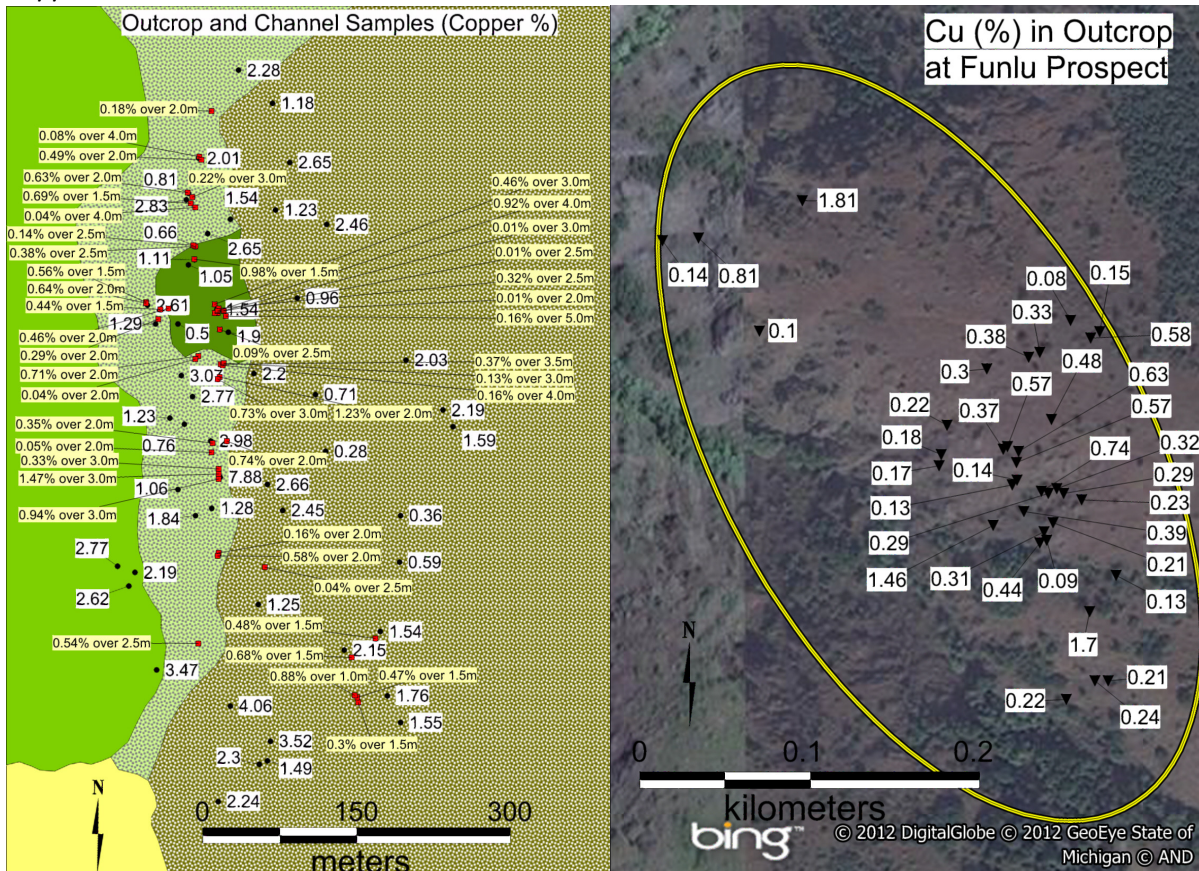 Outcrop and Channel Samples (Copper %)
2.28
1.18
0.18% over 2.0m
0.08% over 4.0m
0.49% over 2.0m
2.01
2.65
0.63% over 2.0m
0.81
0.22% over 3.0m
0.46% over 3.0m
0.69% over 1.5m
2.83
1.54
0.92% over 4.0m
0.04% over 4.0m
1.23
2.46
0.01% over 3.0m
0.14% over 2.5m
0.66
2.65
0.01% over 2.5m
0.38% over 2.5m
1.11
0.98% over 1.5m
0.56% over 1.5m
1.05
0.32% over 2.5m
0.64% over 2.0m
0.96
0.01% over 2.0m
0.44% over 1.5m
2.61
1.54
0.16% over 5.0m
1.29
0.5
1.9
0.46% over 2.0m
0.29% over 2.0m
0.09% over 2.5m
2.03
0.37% over 3.5m
0.71% over 2.0m
3.07
2.2
0.13% over 3.0m
0.04% over 2.0m
2.77
0.71
0.16% over 4.0m
1.23
0.73% over 3.0m
1.23% over 2.0m
2.19
0.35% over 2.0m
0.76
2.98
1.59
0.05% over 2.0m
0.28
0.33% over 3.0m
0.74% over 2.0m
1.47% over 3.0m
7.88
1.06
2.66
0.94% over 3.0m
1.84
1.28
2.45
0.36
0.16% over 2.0m
2.77
0.58% over 2.0m
0.59
2.19
0.04% over 2.5m
2.62
1.25
0.48% over 1.5m
1.54
0.54% over 2.5m
2.15
0.68% over 1.5m
3.47
0.88% over 1.0m
0.47% over 1.5m
1.76
4.06
1.55
3.52
0.3% over 1.5m
2.3
1.49
2.24
N
0
150
300
meters
Cu (%) in Outcrop
at Funlu Prospect
1.81
0.14
0.81
0.1
0.08
0.15
0.33
0.38
0.58
0.48
0.3
0.57
0.63
0.22
0.37
0.57
0.18
0.74
0.32
0.17
0.14
0.29
0.13
0.23
0.29
0.39
1.46
0.31
0.44
0.09
0.21
0.13
1.7
N
0.21
0.22
0.24
0
0.1
0.2
kilometers
bing™
© 2012 DigitalGlobe © 2012 GeoEye State of
Michigan © AND